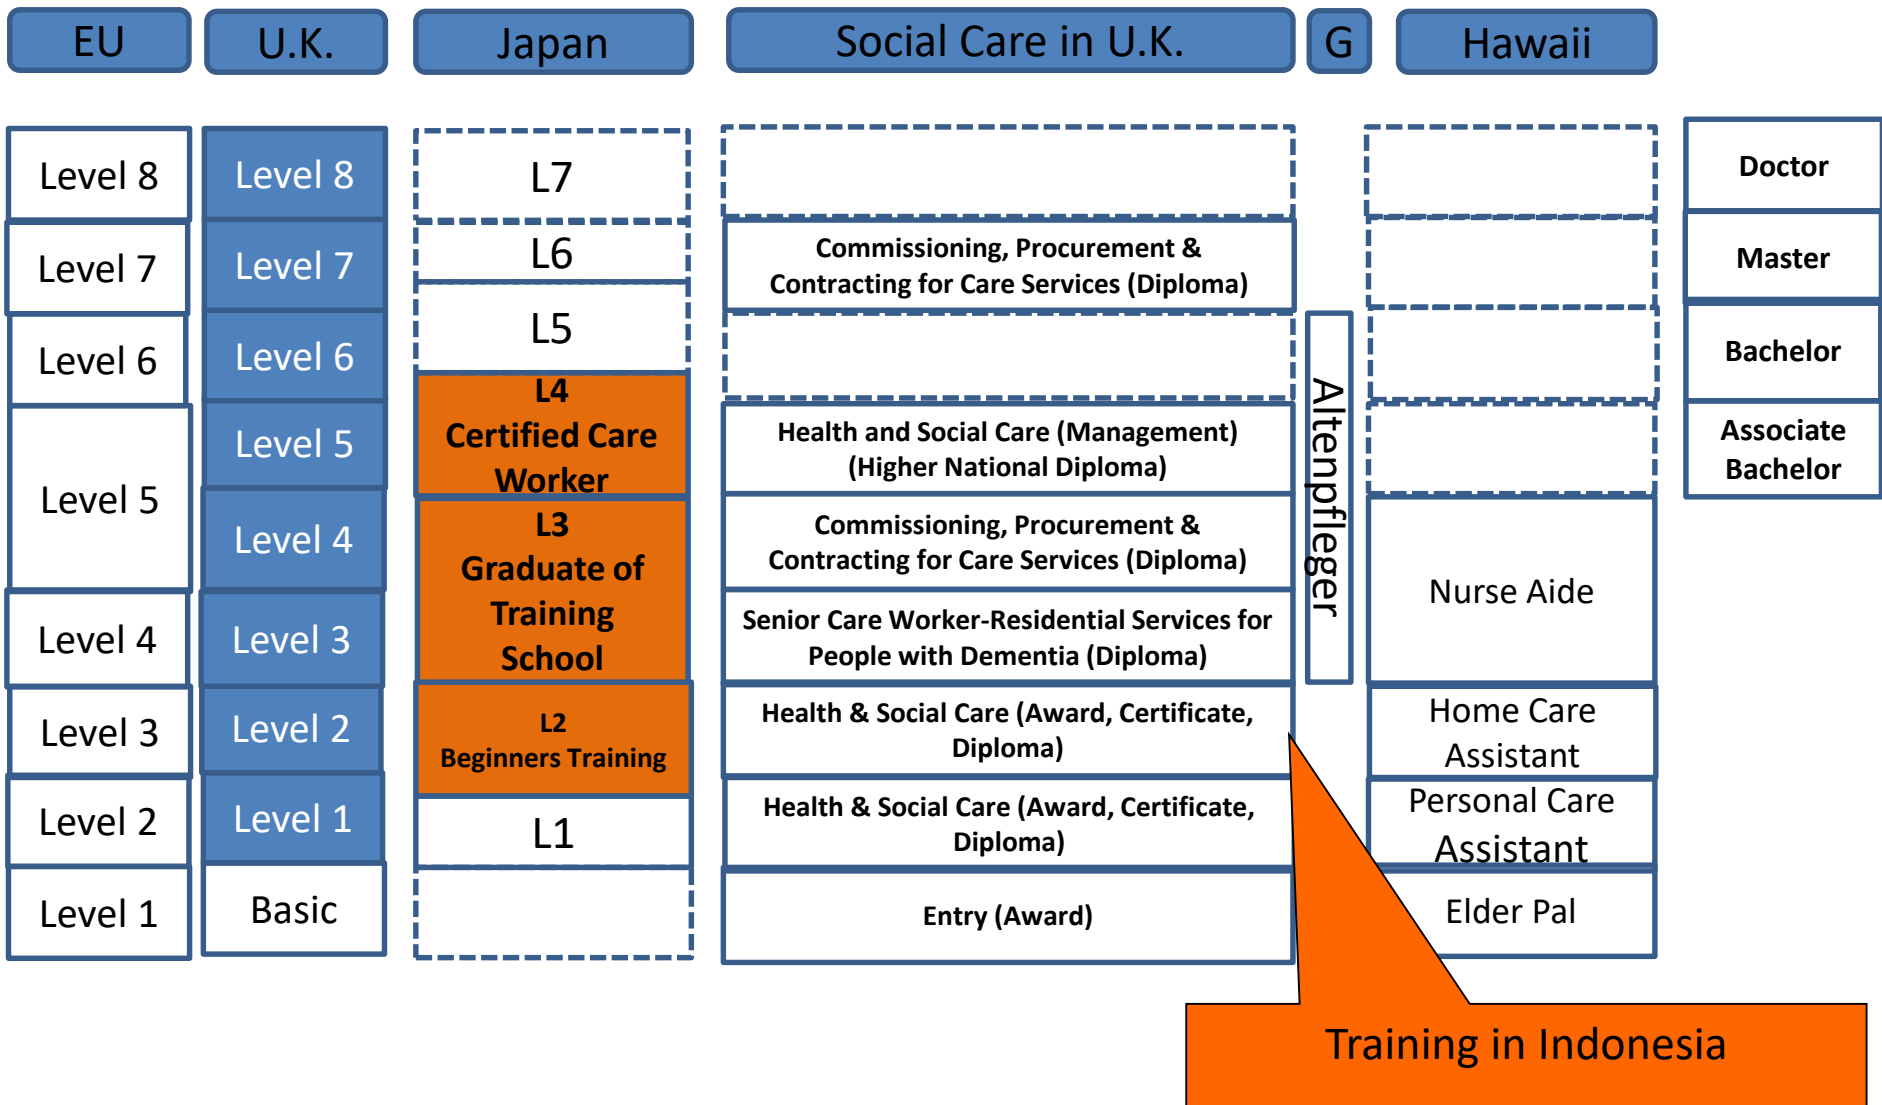 EU
U.K.
Japan
Social Care in U.K.
G
Hawaii
Level 8
Level 8
L7
Doctor
Level 7
Level 7
L6
Commissioning, Procurement &
Contracting for Care Services (Diploma)
Master
Level 6
Level 6
L5
Bachelor
Level 5
Level 5
L4
Certified Care
Worker
Health and Social Care (Management)
(Higher National Diploma)
Altenpfleger
Associate
Bachelor
Level 4
L3
Graduate of
Training
School
Commissioning, Procurement &
Contracting for Care Services (Diploma)
Nurse Aide
Level 4
Level 3
Senior Care Worker-Residential Services for
People with Dementia (Diploma)
Level 3
Level 2
L2
Beginners Training
Health & Social Care (Award, Certificate,
Diploma)
Home Care
Assistant
Level 2
Level 1
L1
Health & Social Care (Award, Certificate,
Diploma)
Personal Care
Assistant
Level 1
Basic
Entry (Award)
Elder Pal
Training in Indonesia